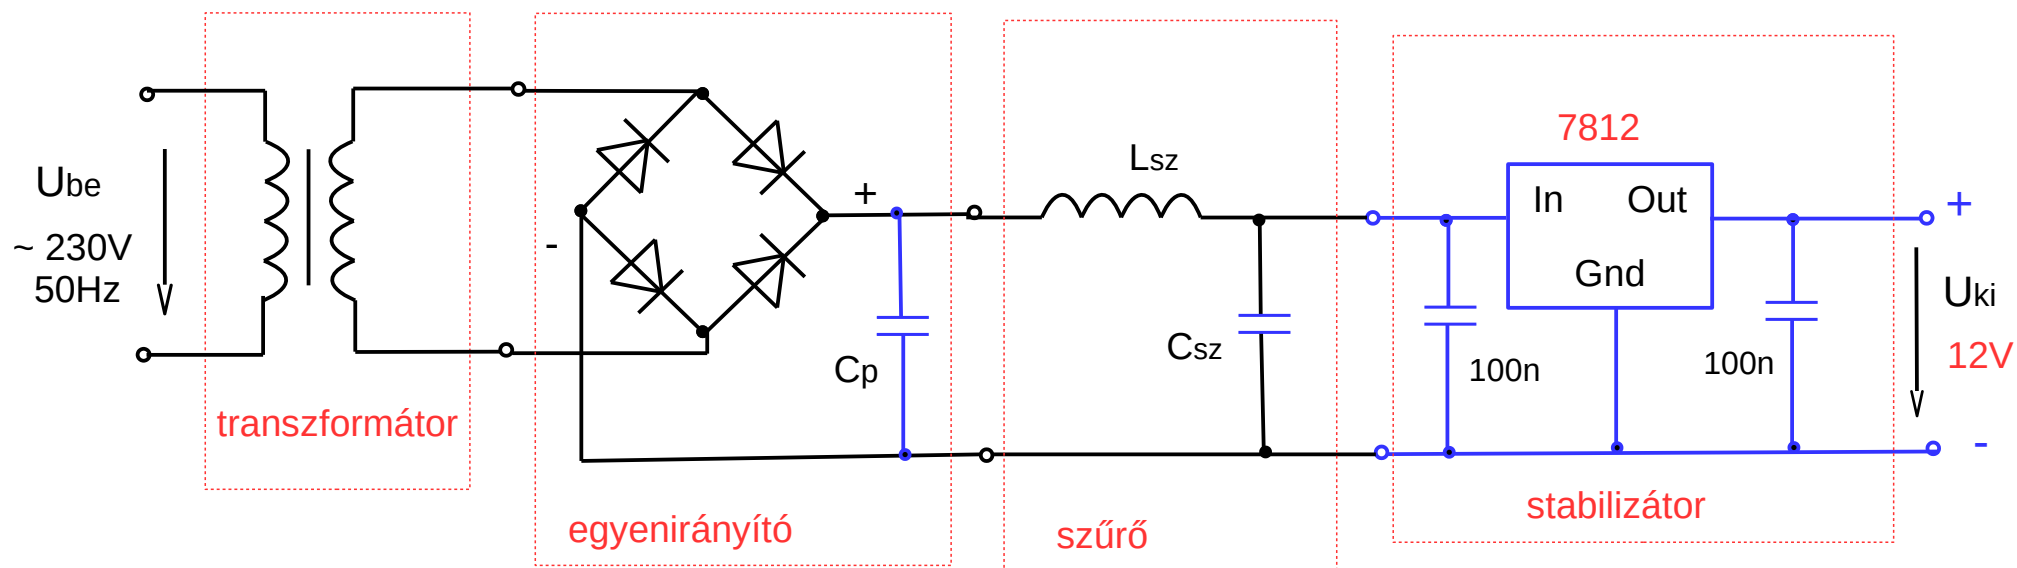 Ube
~ 230V
50Hz
transzformátor
-
+
Cp
egyenirányító
Lsz
Csz
szűrő
7812
In Out
Gnd
100n
100n
stabilizátor
+
Uki
12V
-